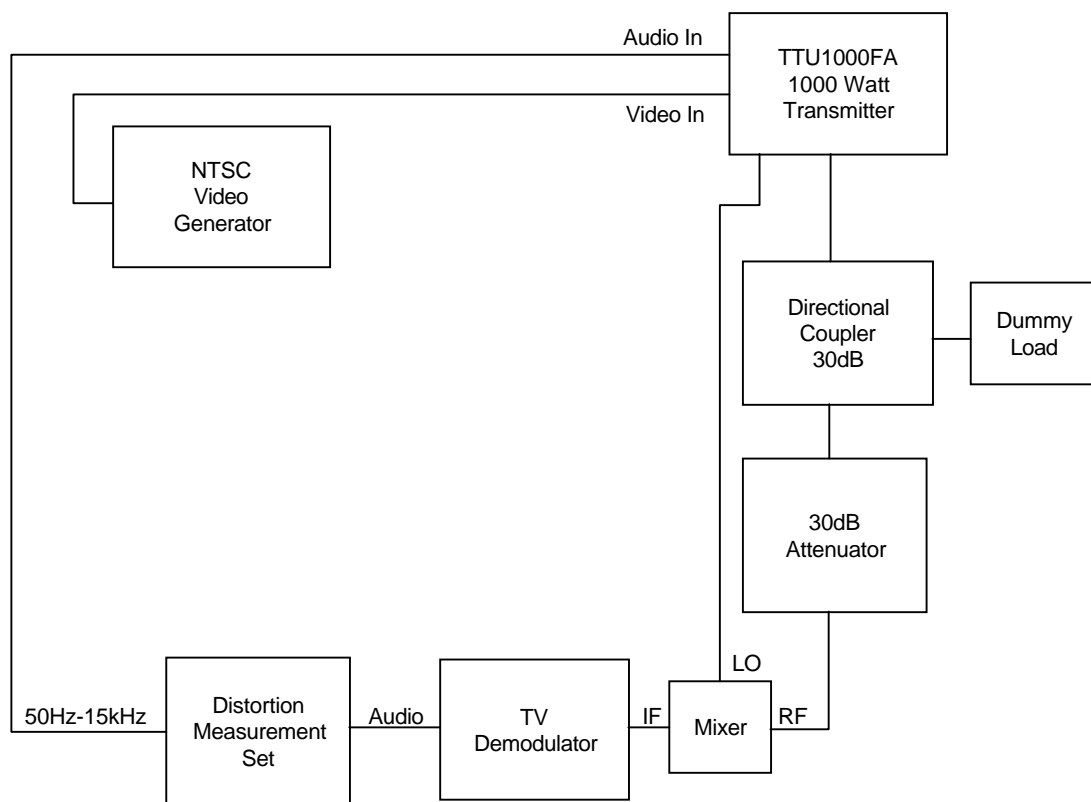 Audio In
TTU1000FA
1000 Watt
Transmitter
Video In
NTSC
Video
Generator
Directional
Coupler
30dB
Dummy
Load
30dB
Attenuator
LO
50Hz-15kHz
Distortion
Measurement
Set
Audio
TV
Demodulator
IF
Mixer
RF